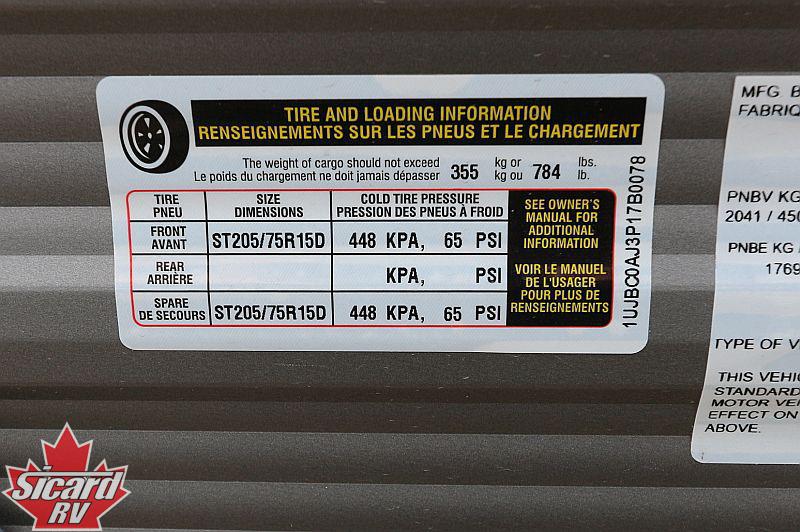 TIRE AND LOADING INFORMATION
RENSEIGNEMENTS SUR LES PNEUS ET LE CHARGEMENT
The weight of cargo should not exceed 355 kg or 784 lbs.
Le poids du chargement ne doit jamais dépasser kg ou lb.
TIRE SIZE COLD TIRE PRESSURE
PNEU DIMENSIONS PRESSION DES PNEUS À FROID
FRONT
AVANT ST205/75R15D 448 KPA, 65 PSI
REAR
ARRIÈRE KPA, PSI
SPARE
DE SECOURS ST205/75R15D 448 KPA, 65 PSI
SEE OWNER'S
MANUAL FOR
ADDITIONAL
INFORMATION
VOIR LE MANUEL
DE L'USAGER
POUR PLUS DE
RENSEIGNEMENTS
1UJBC0AJ3P17B0078
MFG B
FABRIQ
PNBV KG
2041 / 450
PNBE KG /
1769
TYPE OF V
THIS VEHIC
STANDARD
MOTOR VEH
EFFECT ON
ABOVE.
Sicard
RV